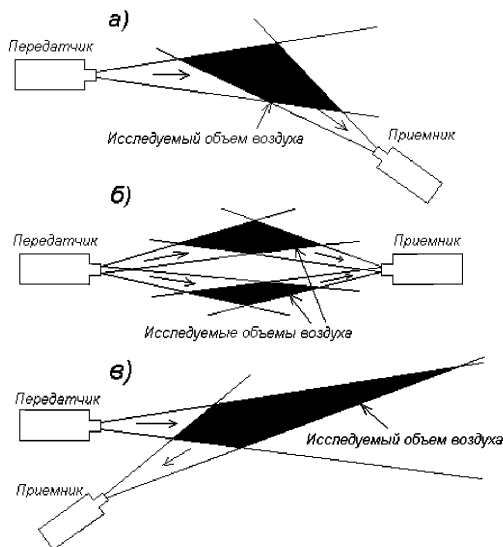 а)
Передатчик
Исследуемый объем воздуха
Приемник
б)
Передатчик
Приемник
Исследуемые объемы воздуха
в)
Передатчик
Исследуемый объем воздуха
Приемник